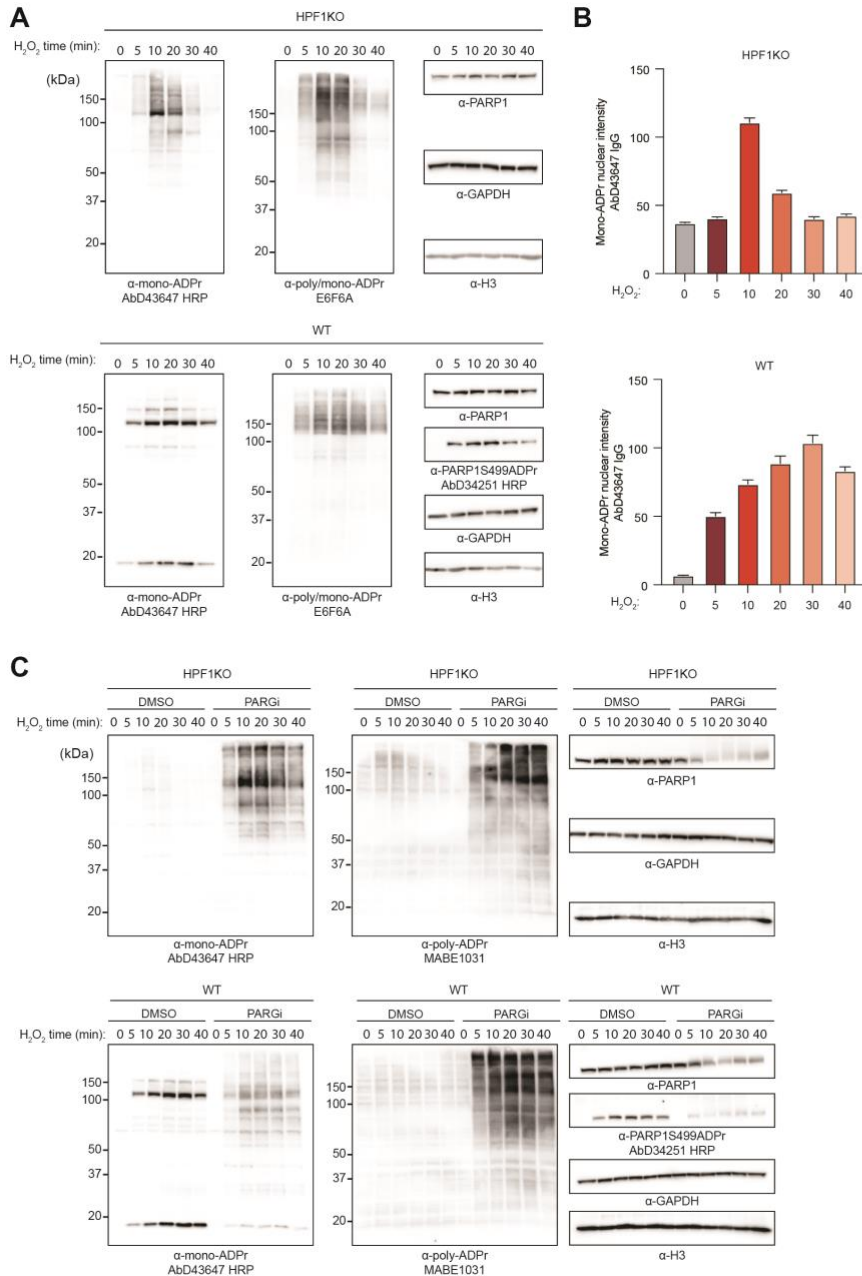 A
HPF1KO
H₂O₂ time (min): 0 5 10 20 30 40 0 5 10 20 30 40 0 5 10 20 30 40
(kDa)
150
100
50
37
20
α-mono-ADPr
AbD43647 HRP
150
100
50
37
20
α-poly/mono-ADPr
E6F6A
α-PARP1
α-GAPDH
α-H3
WT
H₂O₂ time (min): 0 5 10 20 30 40 0 5 10 20 30 40 0 5 10 20 30 40
150
100
50
37
20
α-mono-ADPr
AbD43647 HRP
150
100
50
37
20
α-poly/mono-ADPr
E6F6A
α-PARP1
α-PARP1S499ADPr
AbD34251 HRP
α-GAPDH
α-H3
B
HPF1KO
Mono-ADPr nuclear intensity
AbD43647 IgG
150
100
50
0
H₂O₂: 0 5 10 20 30 40
WT
Mono-ADPr nuclear intensity
AbD43647 IgG
150
100
50
0
H₂O₂: 0 5 10 20 30 40
C
HPF1KO
DMSO PARGi
H₂O₂ time (min): 0 5 10 20 30 40 0 5 10 20 30 40
(kDa)
150
100
50
37
20
α-mono-ADPr
AbD43647 HRP
HPF1KO
DMSO PARGi
0 5 10 20 30 40 0 5 10 20 30 40
150
100
50
37
20
α-poly-ADPr
MABE1031
HPF1KO
DMSO PARGi
0 5 10 20 30 40 0 5 10 20 30 40
α-PARP1
α-GAPDH
α-H3
WT
DMSO PARGi
H₂O₂ time (min): 0 5 10 20 30 40 0 5 10 20 30 40
150
100
50
37
20
α-mono-ADPr
AbD43647 HRP
WT
DMSO PARGi
0 5 10 20 30 40 0 5 10 20 30 40
150
100
50
37
20
α-poly-ADPr
MABE1031
WT
DMSO PARGi
0 5 10 20 30 40 0 5 10 20 30 40
α-PARP1
α-PARP1S499ADPr
AbD34251 HRP
α-GAPDH
α-H3